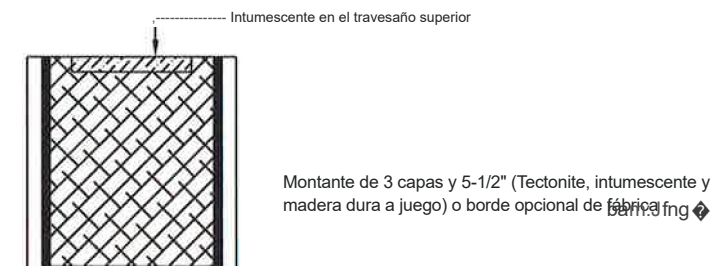 Intumescente en el travesaño superior
Montante de 3 capas y 5-1/2" (Tectonite, intumescente y
madera dura a juego) o borde opcional de fábrica